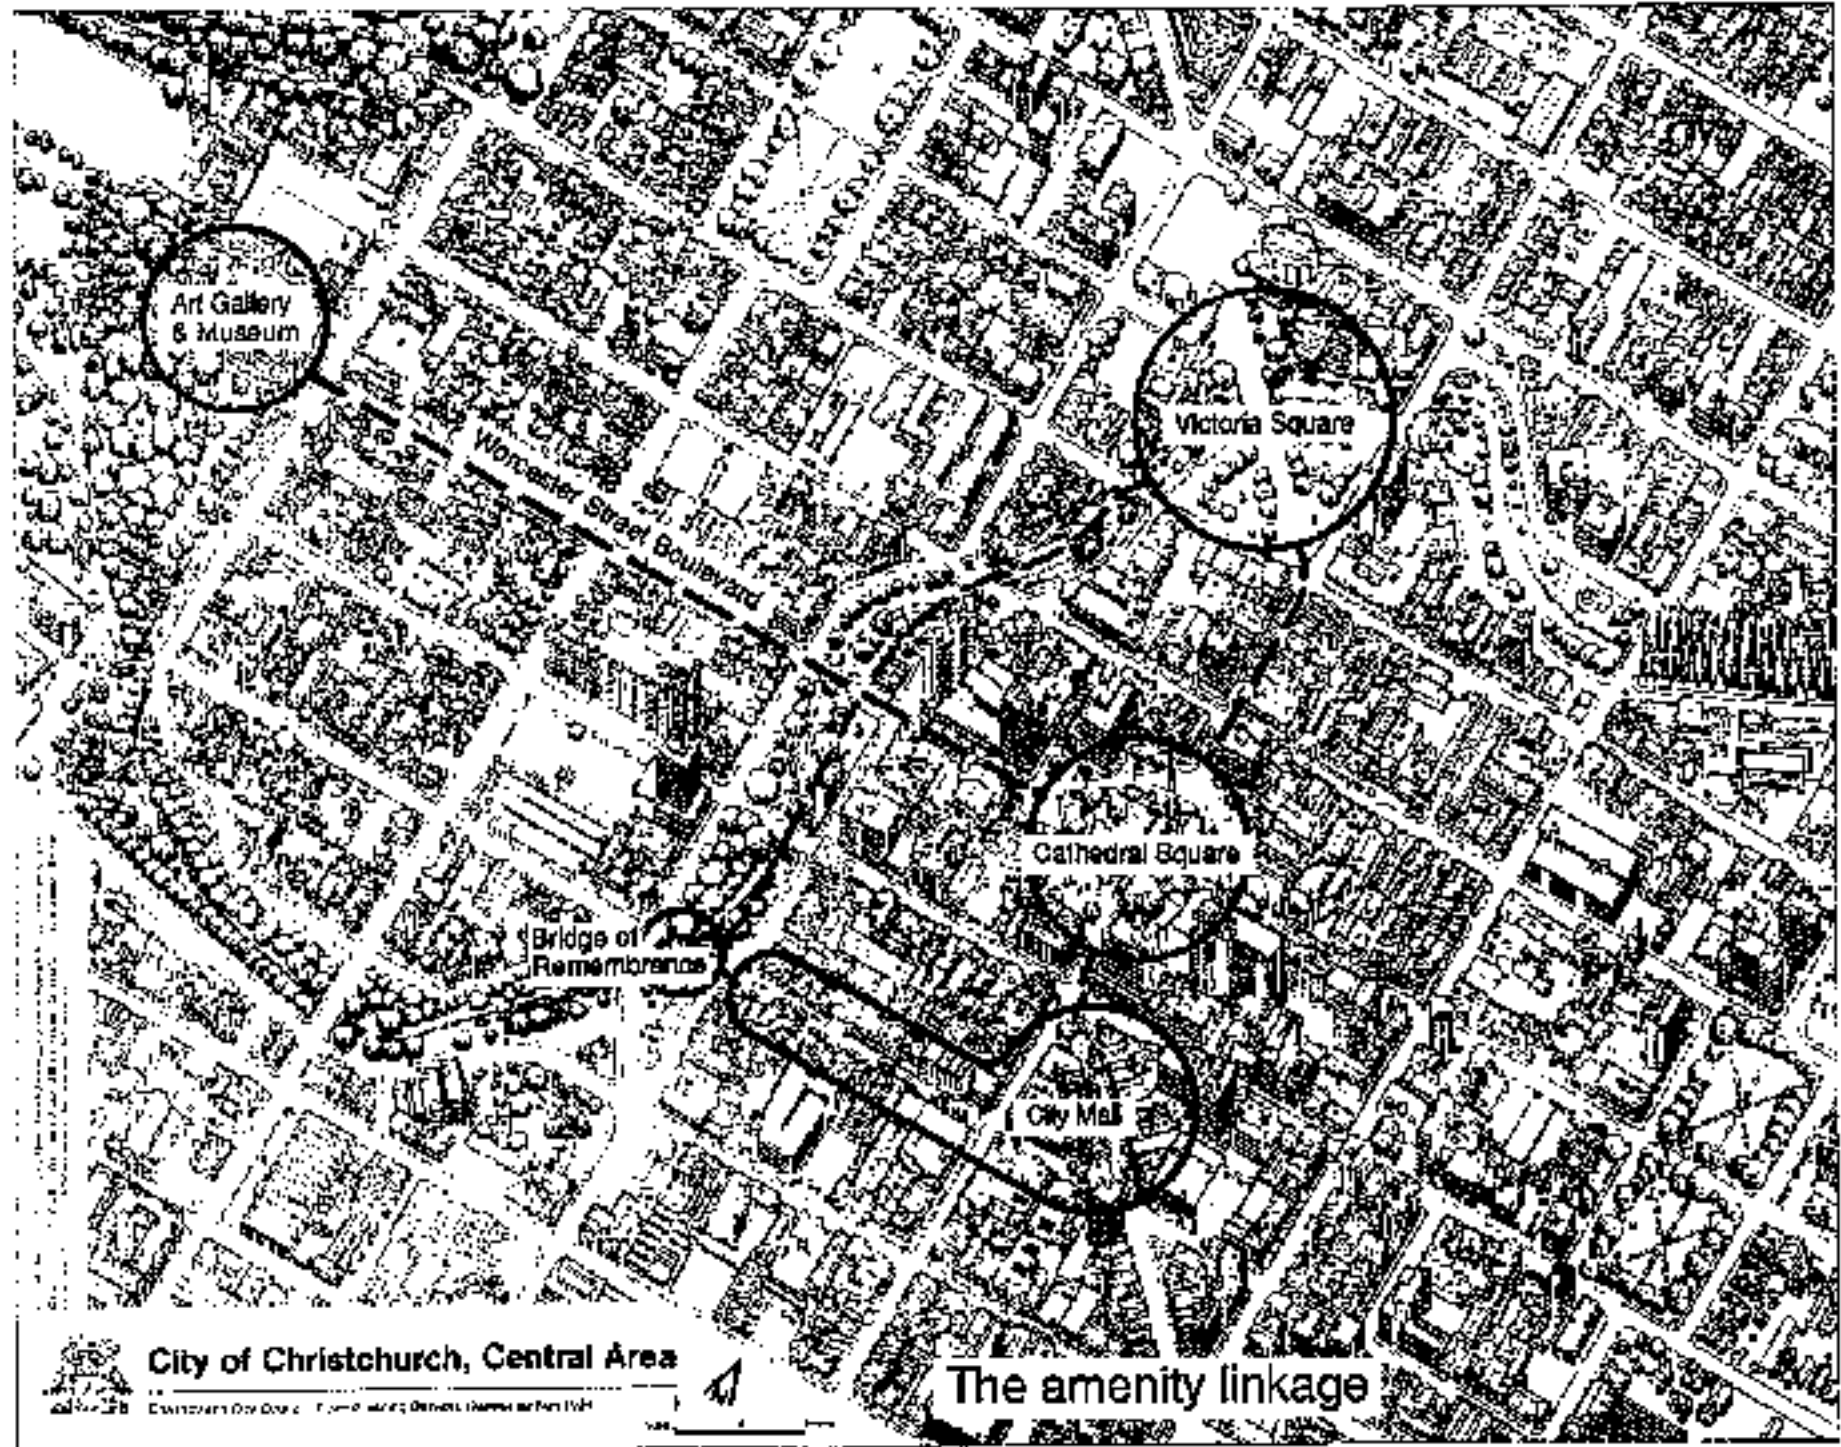 Art Gallery
& Museum
Victoria Square
Worcester Street Boulevard
Cathedral Square
Bridge of
Remembrance
City Mall
City of Christchurch, Central Area
The amenity linkage